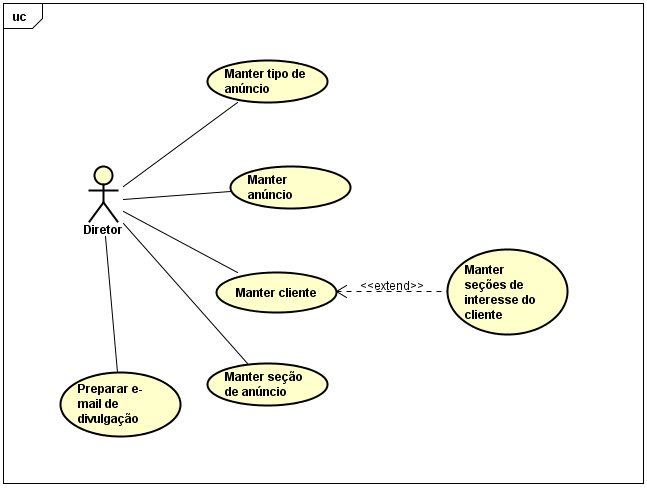 uc
Manter tipo de
anúncio
Manter
anúncio
Diretor
Manter cliente
<<extend>>
Manter
seções de
interesse do
cliente
Manter seção
de anúncio
Preparar e-
mail de
divulgação